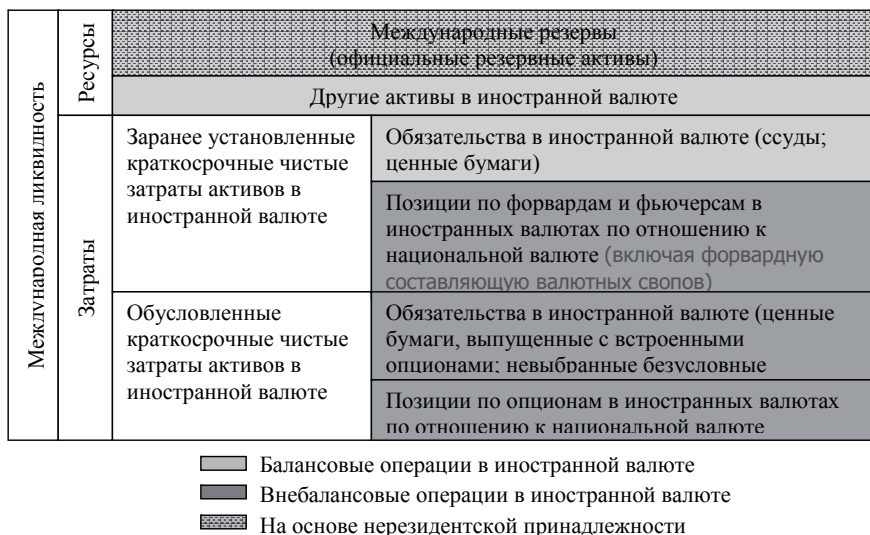 Международная ликвидность
Ресурсы
Международные резервы
(официальные резервные активы)
Другие активы в иностранной валюте
Затраты
Заранее установленные
краткосрочные чистые
затраты активов в
иностранной валюте
Обязательства в иностранной валюте (ссуды;
ценные бумаги)
Позиции по форвардам и фьючерсам в
иностранных валютах по отношению к
национальной валюте (включая форвардную
составляющую валютных свопов)
Обусловленные
краткосрочные чистые
затраты активов в
иностранной валюте
Обязательства в иностранной валюте (ценные
бумаги, выпущенные с встроенными
опционами; невыбранные безусловные
Позиции по опционам в иностранных валютах
по отношению к национальной валюте
Балансовые операции в иностранной валюте
Внебалансовые операции в иностранной валюте
На основе нерезидентской принадлежности